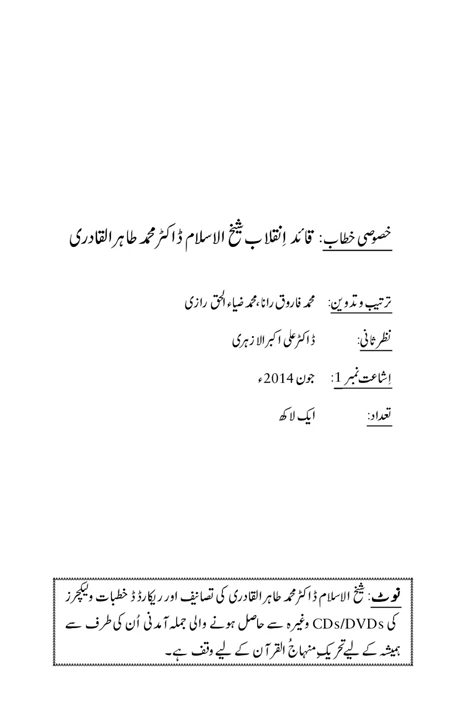 خصوصی خطاب: قائد اِنقلاب شیخ الاسلام ڈاکٹر محمد طاہر القادری
ترتیب و تدوین: محمد فاروق رانا، محمد ضیاء الحق رازی
نظر ثانی: ڈاکٹر علی اکبر الازہری
اِشاعت نمبر 1: جون 2014ء
تعداد: ایک لاکھ
نوٹ: شیخ الاسلام ڈاکٹر محمد طاہر القادری کی تصانیف اور ریکارڈڈ خطبات و لیکچرز
کی CDs/DVDs وغیرہ سے حاصل ہونے والی جملہ آمدنی اُن کی طرف سے
ہمیشہ کے لیے تحریکِ منہاجُ القرآن کے لیے وقف ہے۔